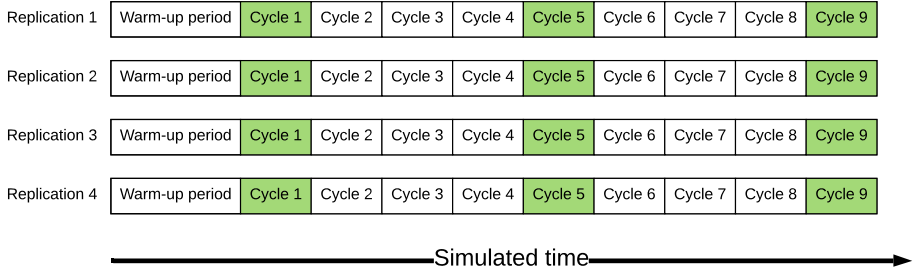 Replication 1 Warm-up period Cycle 1 Cycle 2 Cycle 3 Cycle 4 Cycle 5 Cycle 6 Cycle 7 Cycle 8 Cycle 9
Replication 2 Warm-up period Cycle 1 Cycle 2 Cycle 3 Cycle 4 Cycle 5 Cycle 6 Cycle 7 Cycle 8 Cycle 9
Replication 3 Warm-up period Cycle 1 Cycle 2 Cycle 3 Cycle 4 Cycle 5 Cycle 6 Cycle 7 Cycle 8 Cycle 9
Replication 4 Warm-up period Cycle 1 Cycle 2 Cycle 3 Cycle 4 Cycle 5 Cycle 6 Cycle 7 Cycle 8 Cycle 9
Simulated time